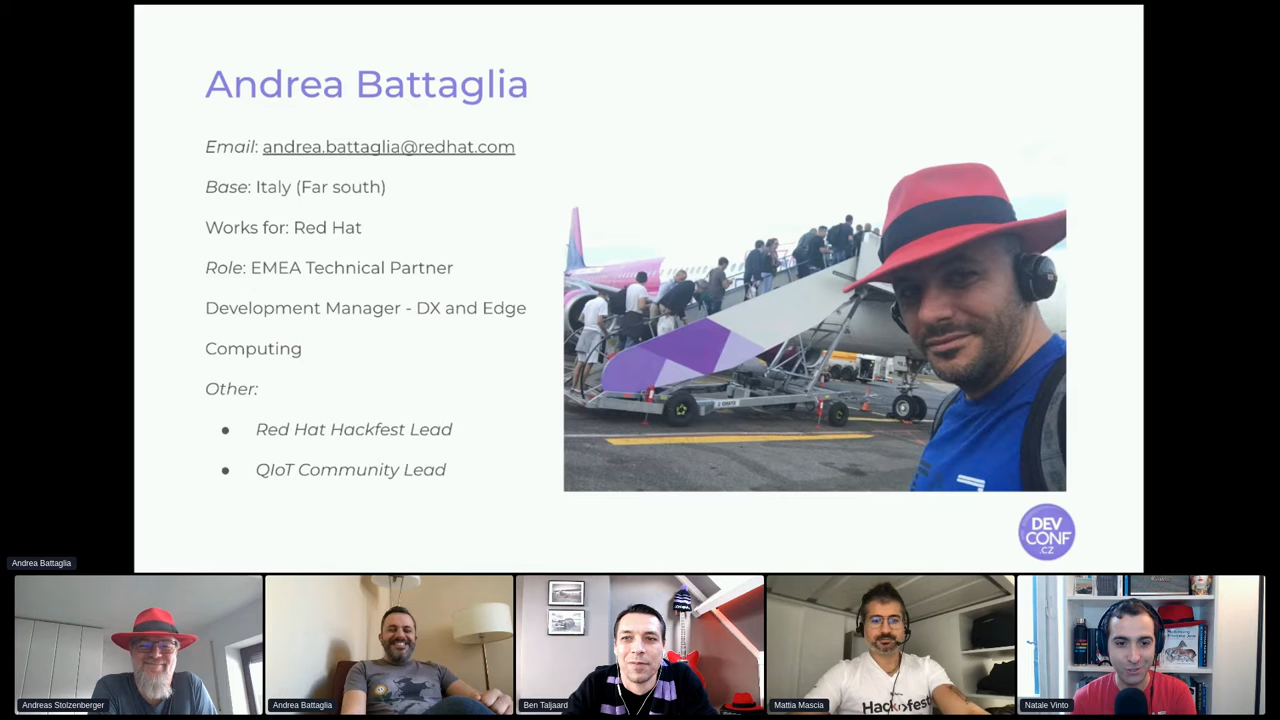 Andrea Battaglia
Email: andrea.battaglia@redhat.com
Base: Italy (Far south)
Works for: Red Hat
Role: EMEA Technical Partner
Development Manager - DX and Edge
Computing
Other:
● Red Hat Hackfest Lead
● QIoT Community Lead
DEV
CONF
.CZ
Andrea Battaglia
Hackfest
Andreas Stolzenberger
Andrea Battaglia
Ben Taljaard
Mattia Mascia
Natale Vinto